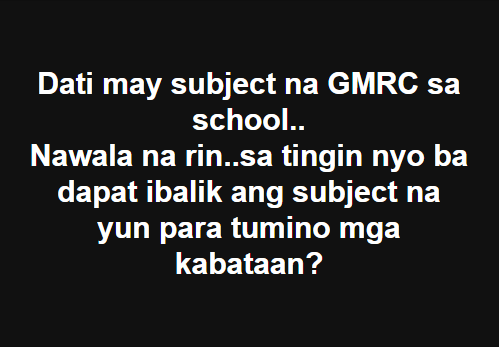 Dati may subject na GMRC sa
school..
Nawala na rin..sa tingin nyo ba
dapat ibalik ang subject na
yun para tumino mga
kabataan?